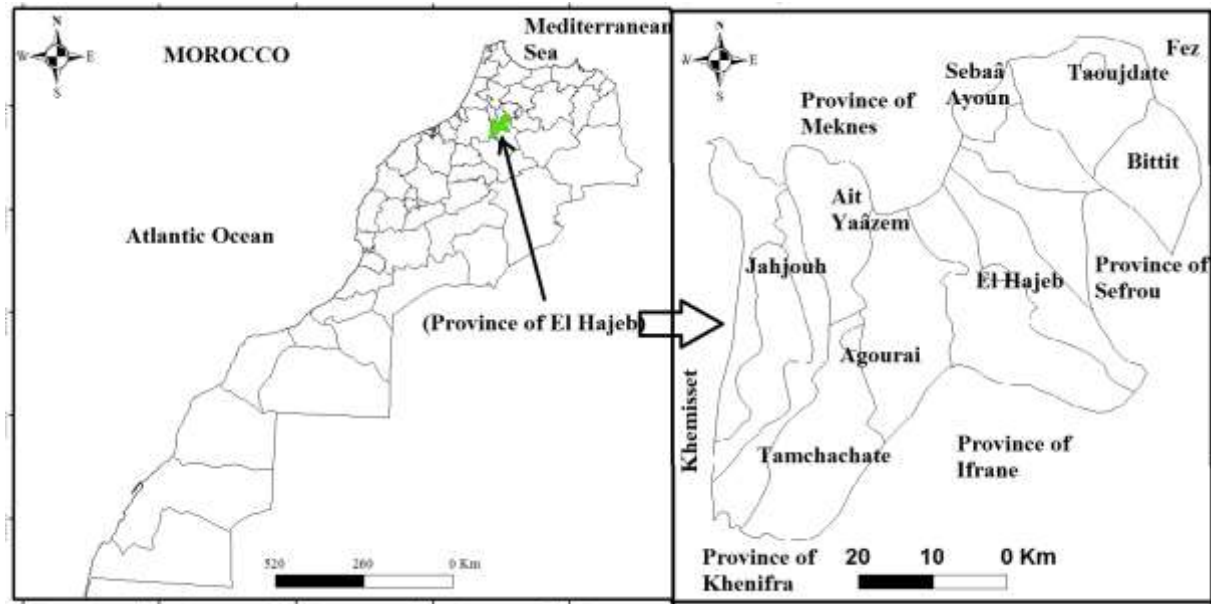 N
W E
S
MOROCCO
Mediterranean
Sea
Atlantic Ocean
(Province of El Hajeb)
520 260 0 Km
N
W E
S
Fez
Sebaâ
Ayoun
Taoujdate
Province of
Meknes
Bittit
Ait
Yaâzem
Jahjouh
El Hajeb
Province of
Sefrou
Agourai
Khemisset
Tamchachate
Province of
Ifrane
Province of
Khenifra
20 10 0 Km